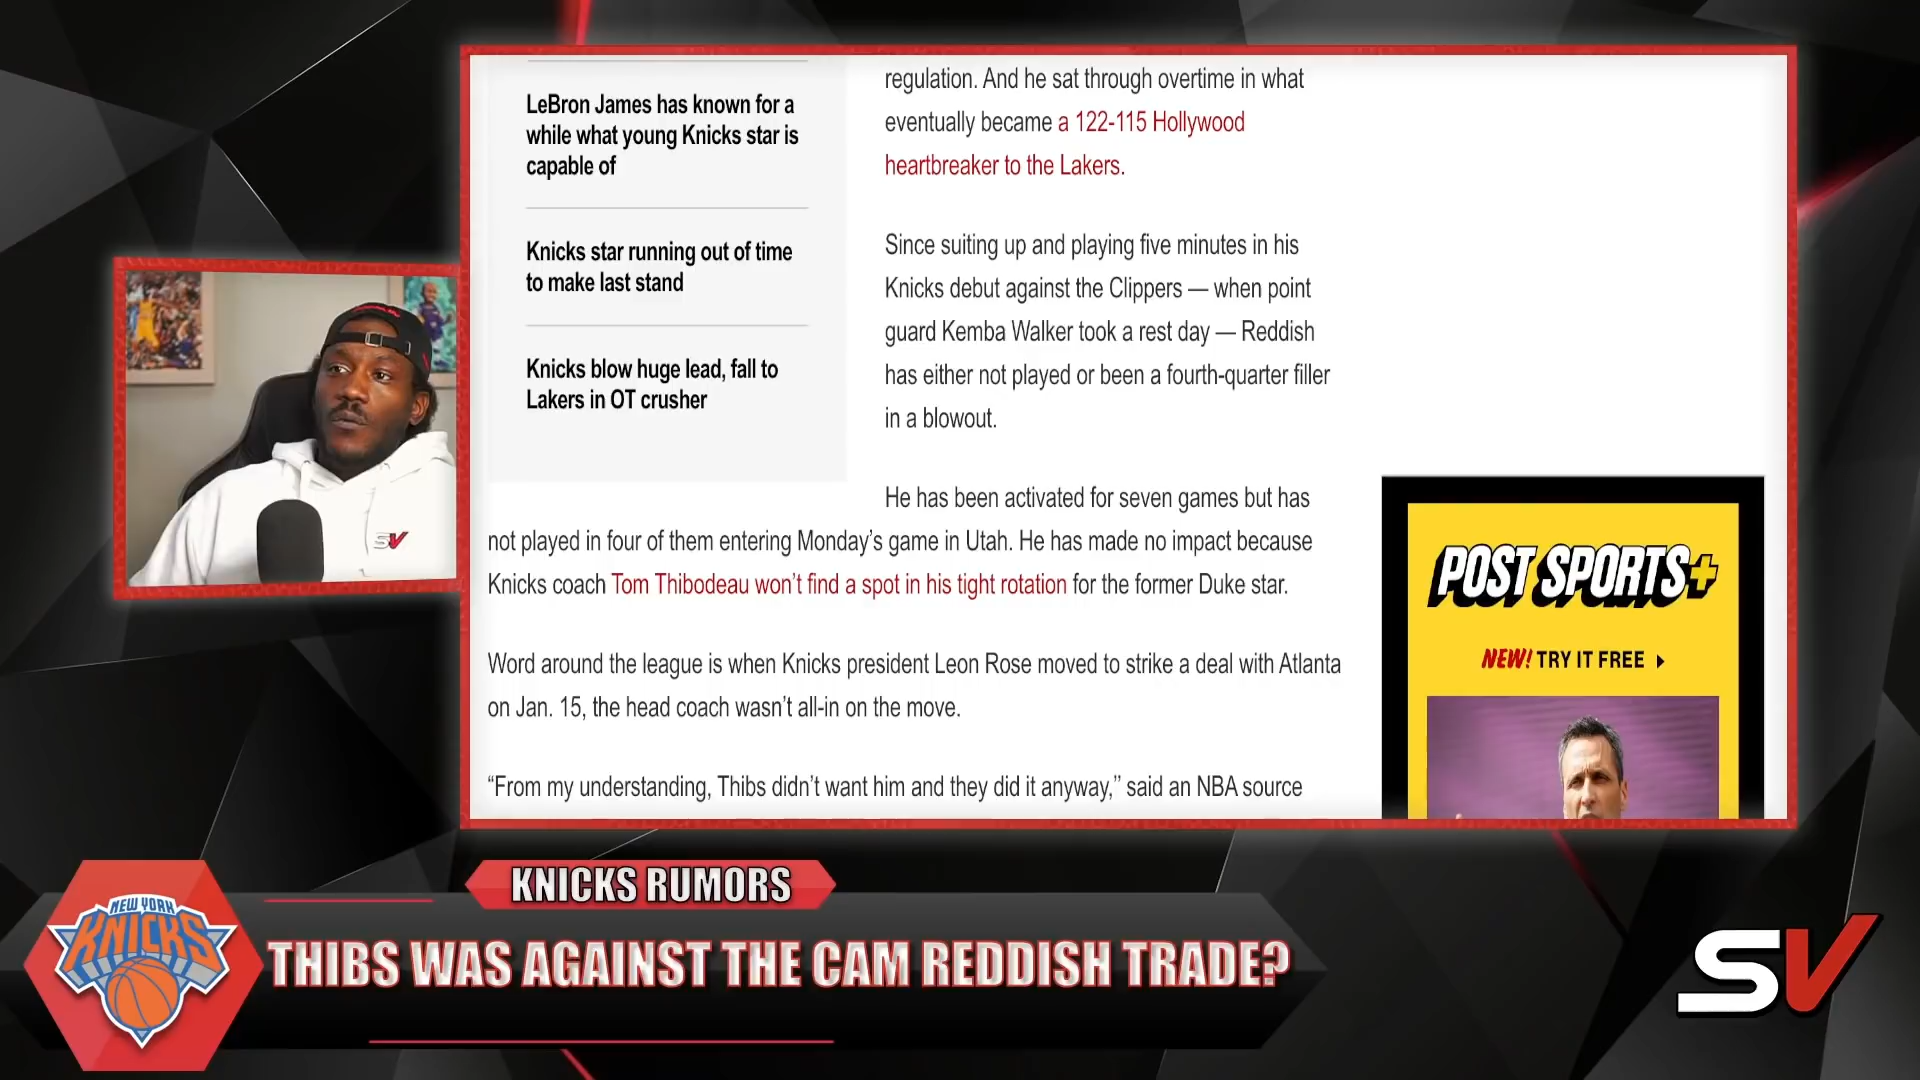 LeBron James has known for a
while what young Knicks star is
capable of
Knicks star running out of time
to make last stand
Knicks blow huge lead, fall to
Lakers in OT crusher
regulation. And he sat through overtime in what
eventually became a 122-115 Hollywood
heartbreaker to the Lakers.
Since suiting up and playing five minutes in his
Knicks debut against the Clippers — when point
guard Kemba Walker took a rest day — Reddish
has either not played or been a fourth-quarter filler
in a blowout.
He has been activated for seven games but has
not played in four of them entering Monday’s game in Utah. He has made no impact because
Knicks coach Tom Thibodeau won’t find a spot in his tight rotation for the former Duke star.
Word around the league is when Knicks president Leon Rose moved to strike a deal with Atlanta
on Jan. 15, the head coach wasn’t all-in on the move.
“From my understanding, Thibs didn’t want him and they did it anyway,” said an NBA source
POST SPORTS+
NEW! TRY IT FREE
SV
KNICKS RUMORS
NEW YORK
KNICKS
THIBS WAS AGAINST THE CAM REDDISH TRADE?
SV